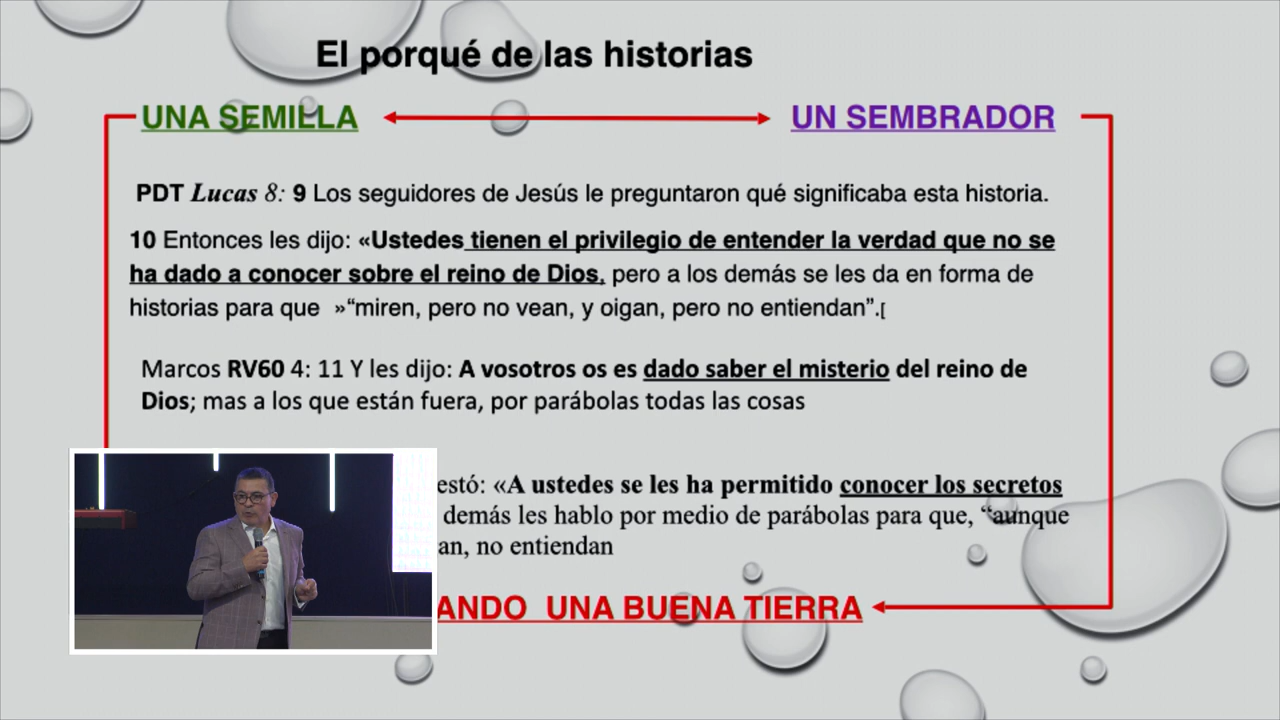 El porqué de las historias
UNA SEMILLA UN SEMBRADOR
PDT Lucas 8: 9 Los seguidores de Jesús le preguntaron qué significaba esta historia.
10 Entonces les dijo: «Ustedes tienen el privilegio de entender la verdad que no se
ha dado a conocer sobre el reino de Dios, pero a los demás se les da en forma de
historias para que »“miren, pero no vean, y oigan, pero no entiendan”.[
Marcos RV60 4: 11 Y les dijo: A vosotros os es dado saber el misterio del reino de
Dios; mas a los que están fuera, por parábolas todas las cosas
estó: «A ustedes se les ha permitido conocer los secretos
demás les hablo por medio de parábolas para que, “aunque
an, no entiendan
ANDO UNA BUENA TIERRA